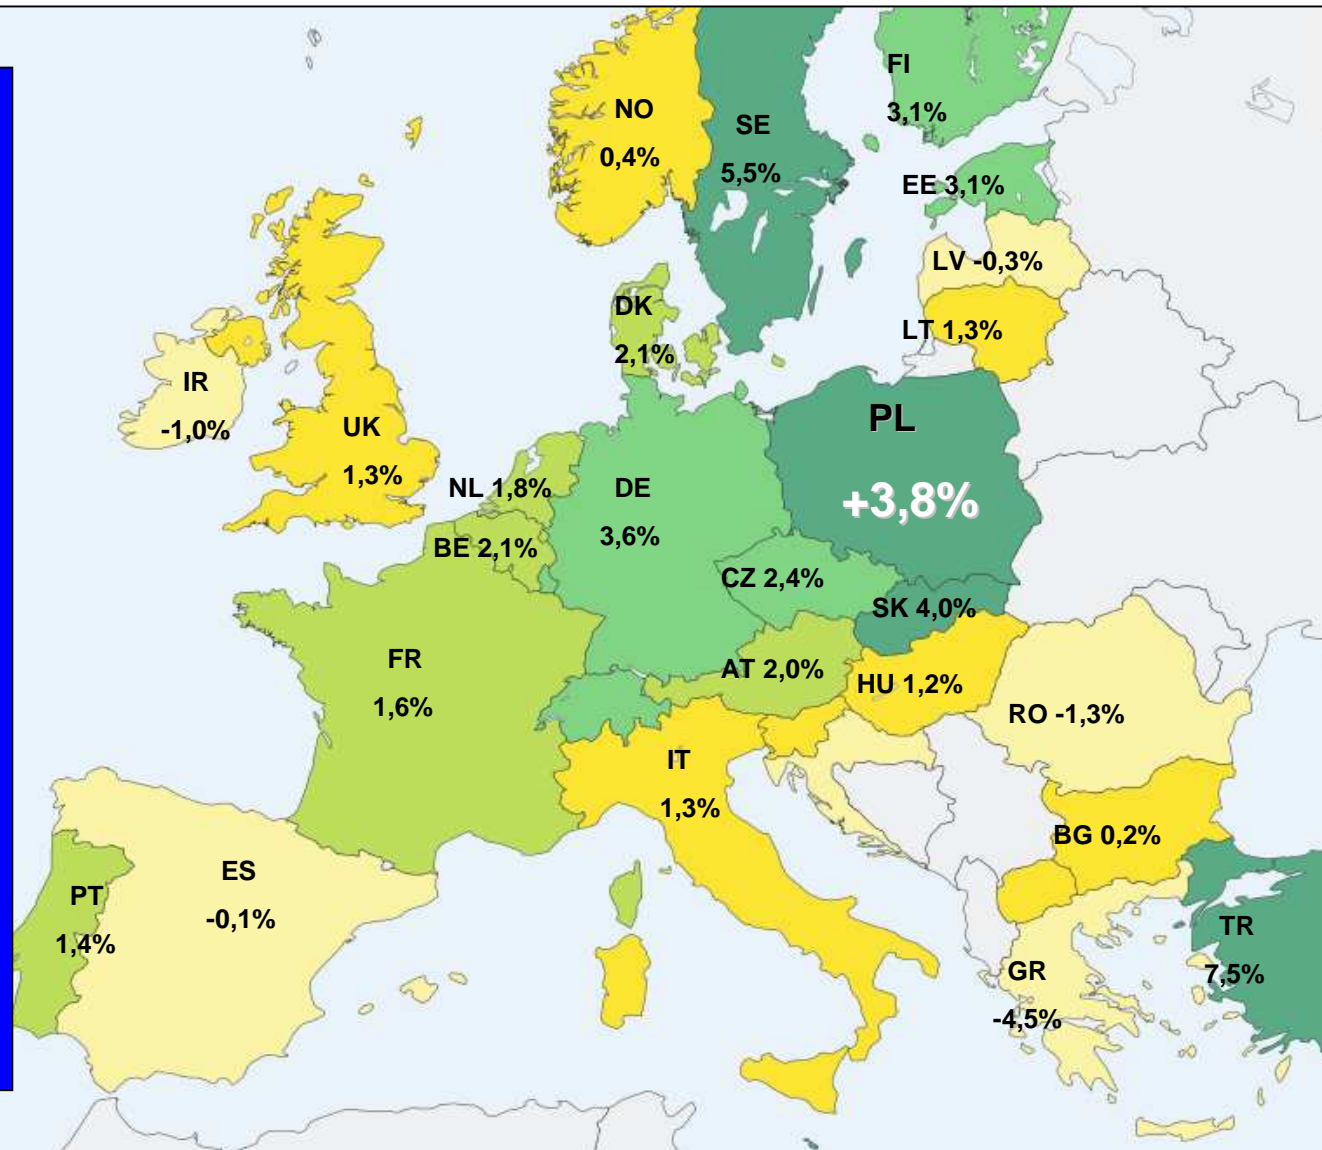 FI
3,1%
NO
0,4%
SE
5,5%
EE 3,1%
LV -0,3%
DK
2,1%
LT 1,3%
IR
-1,0%
UK
1,3%
PL
+3,8%
NL 1,8%
DE
3,6%
BE 2,1%
CZ 2,4%
SK 4,0%
FR
1,6%
AT 2,0%
HU 1,2%
RO -1,3%
IT
1,3%
BG 0,2%
ES
-0,1%
PT
1,4%
TR
7,5%
GR
-4,5%